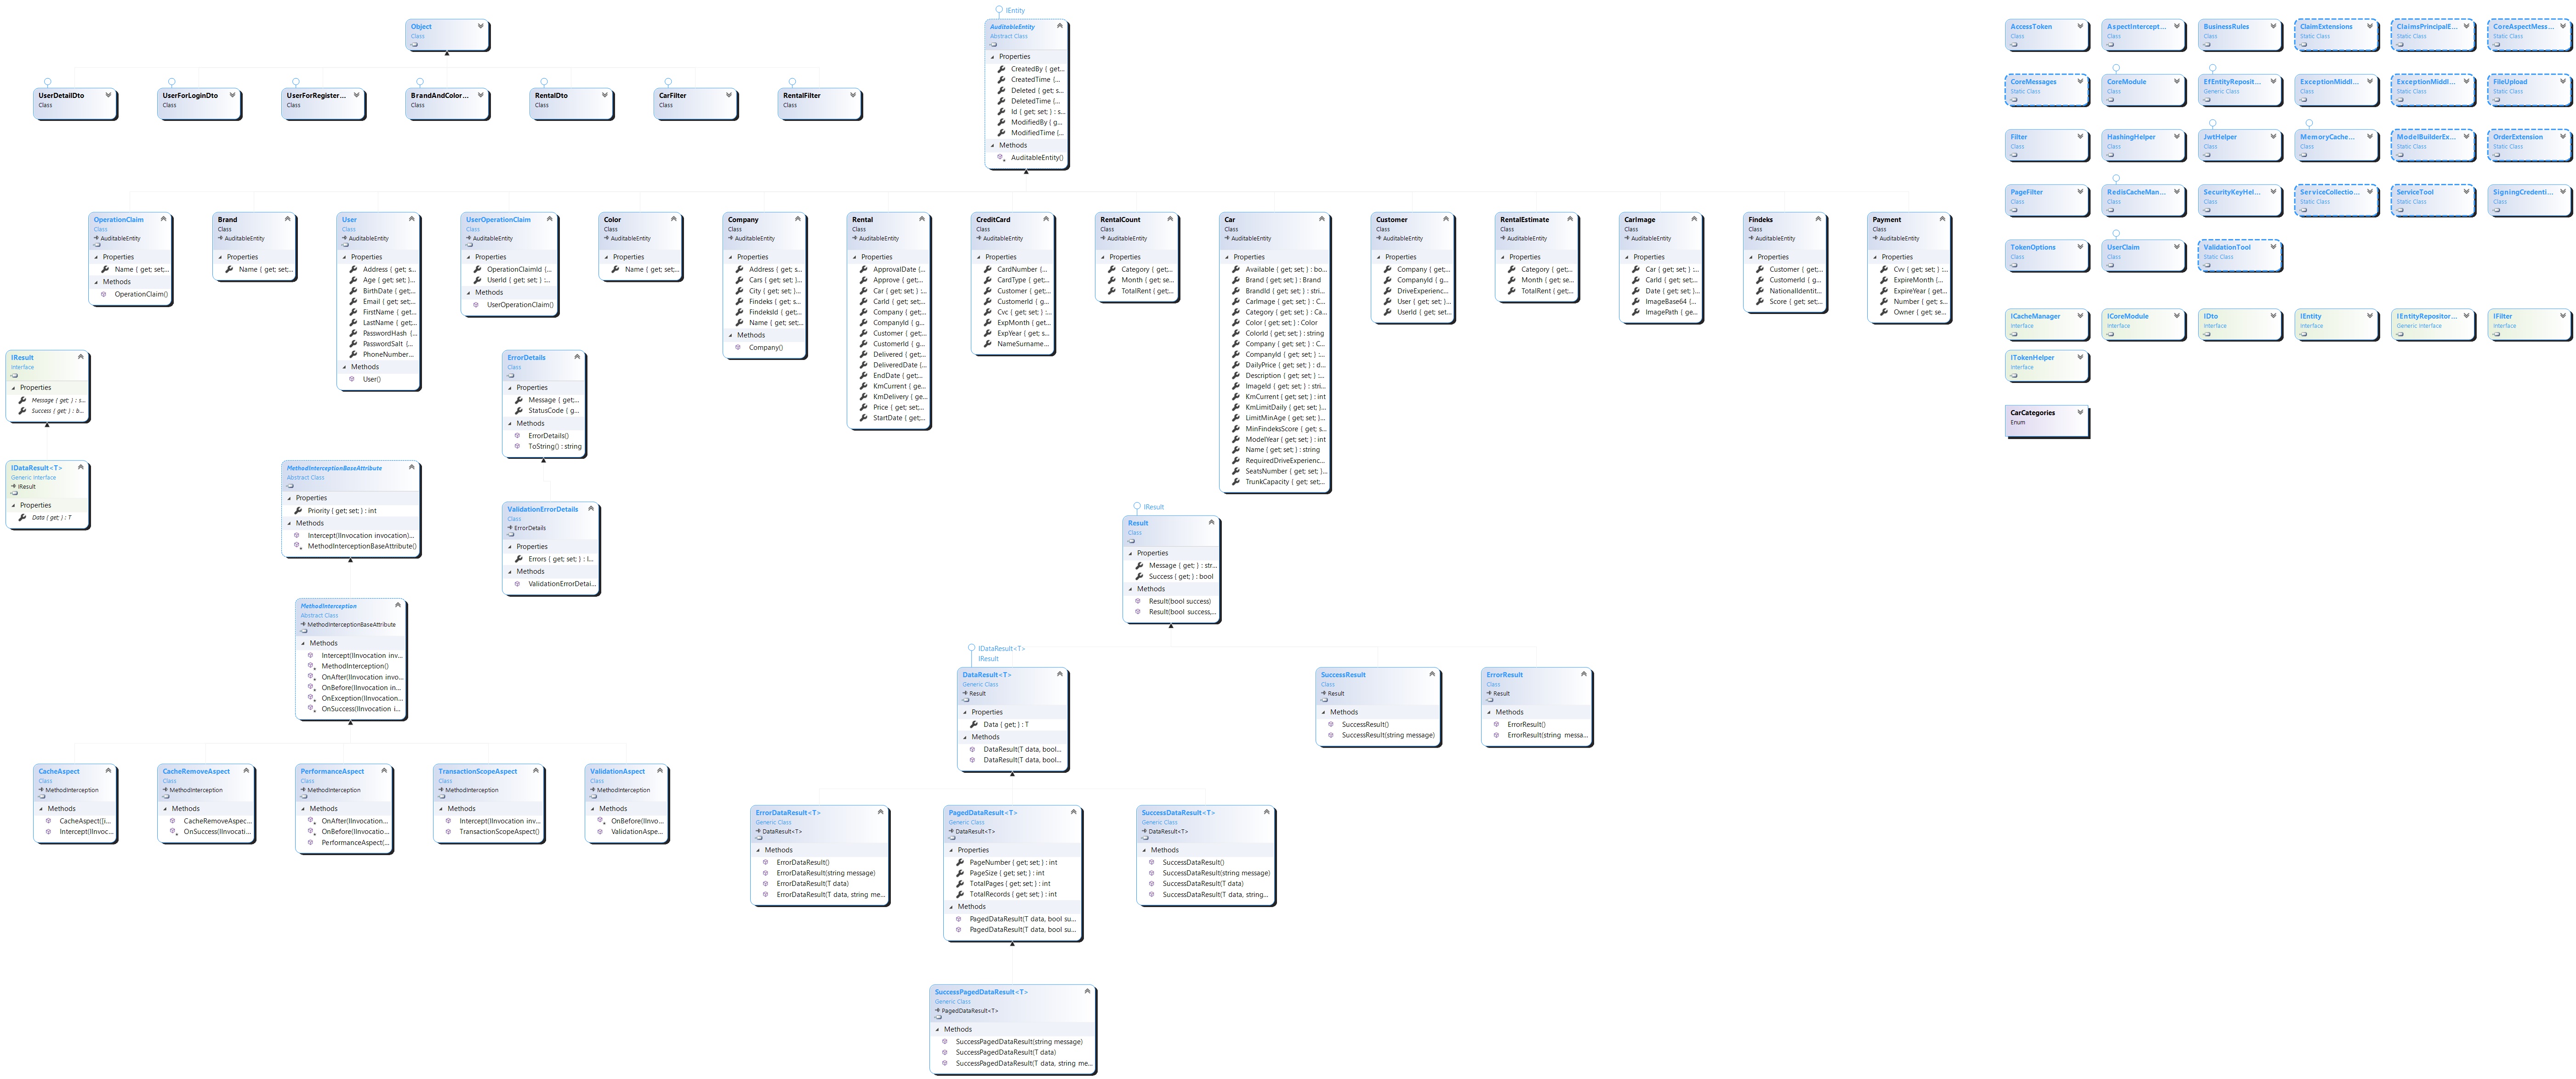 IEntity
Object
Class
AuditableEntity
Abstract Class
Properties
CreatedBy { get...
CreatedTime {...
Deleted { get; s...
DeletedTime {...
Id { get; set; } : s...
ModifiedBy { g...
ModifiedTime {...
Methods
AuditableEntity()
UserDetailDto
Class
UserForLoginDto
Class
UserForRegister...
Class
BrandAndColor...
Class
RentalDto
Class
CarFilter
Class
RentalFilter
Class
OperationClaim
Class
AuditableEntity
Properties
Name { get; set;...
Methods
OperationClaim()
Brand
Class
AuditableEntity
Properties
Name { get; set;...
User
Class
AuditableEntity
Properties
Address { get; s...
Age { get; set; }...
BirthDate { get;...
Email { get; set;...
FirstName { get...
LastName { get;...
PasswordHash {...
PasswordSalt {...
PhoneNumber...
Methods
User()
UserOperationClaim
Class
AuditableEntity
Properties
OperationClaimId {...
UserId { get; set; }...
Methods
UserOperationClaim()
Color
Class
AuditableEntity
Properties
Name { get; set;...
Company
Class
AuditableEntity
Properties
Address { get; s...
Cars { get; set; }...
City { get; set; }...
Findeks { get; s...
FindeksId { get;...
Name { get; set;...
Methods
Company()
Rental
Class
AuditableEntity
Properties
ApprovalDate {...
Approve { get;...
Car { get; set; } :...
CarId { get; set;...
Company { get;...
CompanyId { g...
Customer { get;...
CustomerId { g...
Delivered { get;...
DeliveredDate {...
EndDate { get;...
KmCurrent { ge...
KmDelivery { ge...
Price { get; set;...
StartDate { get;...
CreditCard
Class
AuditableEntity
Properties
CardNumber {...
CardType { get;...
Customer { get;...
CustomerId { g...
Cvc { get; set; } :...
ExpMonth { get...
ExpYear { get; s...
NameSurname...
RentalCount
Class
AuditableEntity
Properties
Category { get;...
Month { get; se...
TotalRent { get;...
Car
Class
AuditableEntity
Properties
Available { get; set; } : bo...
Brand { get; set; } : Brand
BrandId { get; set; } : stri...
CarImage { get; set; } : C...
Category { get; set; } : Ca...
Color { get; set; } : Color
ColorId { get; set; } : string
Company { get; set; } : C...
CompanyId { get; set; }...
DailyPrice { get; set; } : d...
Description { get; set; } :...
ImageId { get; set; } : stri...
KmCurrent { get; set; } : int
KmLimitDaily { get; set; }...
LimitMinAge { get; set; }...
MinFindeksScore { get; s...
ModelYear { get; set; } : int
Name { get; set; } : string
RequiredDriveExperienc...
SeatsNumber { get; set; }...
TrunkCapacity { get; set;...
Customer
Class
AuditableEntity
Properties
Company { get;...
CompanyId { g...
DriveExperienc...
User { get; set; }...
UserId { get; set...
RentalEstimate
Class
AuditableEntity
Properties
Category { get;...
Month { get; se...
TotalRent { get;...
CarImage
Class
AuditableEntity
Properties
Car { get; set; } :...
CarId { get; set;...
Date { get; set; }...
ImageBase64 {...
ImagePath { ge...
Findeks
Class
AuditableEntity
Properties
Customer { get;...
CustomerId { g...
NationalIdentit...
Score { get; set;...
Payment
Class
AuditableEntity
Properties
Cvv { get; set; } :...
ExpireMonth {...
ExpireYear { get...
Number { get; s...
Owner { get; se...
IResult
Interface
Properties
Message { get; } : s...
Success { get; } : b...
IDataResult<T>
Generic Interface
IResult
Properties
Data { get; } : T
ErrorDetails
Class
Properties
Message { get;...
StatusCode { g...
Methods
ErrorDetails()
ToString() : string
MethodInterceptionBaseAttribute
Abstract Class
Properties
Priority { get; set; } : int
Methods
Intercept(IInvocation invocation)...
MethodInterceptionBaseAttribute()
ValidationErrorDetails
Class
ErrorDetails
Properties
Errors { get; set; } : I...
Methods
ValidationErrorDetai...
MethodInterception
Abstract Class
MethodInterceptionBaseAttribute
Methods
Intercept(IInvocation inv...
MethodInterception()
OnAfter(IInvocation invo...
OnBefore(IInvocation in...
OnException(IInvocation...
OnSuccess(IInvocation i...
CacheAspect
Class
MethodInterception
Methods
CacheAspect([i...
Intercept(IInvoc...
CacheRemoveAspect
Class
MethodInterception
Methods
CacheRemoveAspec...
OnSuccess(IInvocati...
PerformanceAspect
Class
MethodInterception
Methods
OnAfter(IInvocation...
OnBefore(IInvocatio...
PerformanceAspect(...
TransactionScopeAspect
Class
MethodInterception
Methods
Intercept(IInvocation inv...
TransactionScopeAspect()
ValidationAspect
Class
MethodInterception
Methods
OnBefore(IInvo...
ValidationAspe...
IResult
Result
Class
Properties
Message { get; } : str...
Success { get; } : bool
Methods
Result(bool success)
Result(bool success,...
IDataResult<T>
IResult
DataResult<T>
Generic Class
Result
Properties
Data { get; } : T
Methods
DataResult(T data, bool...
DataResult(T data, bool...
SuccessResult
Class
Result
Methods
SuccessResult()
SuccessResult(string message)
ErrorResult
Class
Result
Methods
ErrorResult()
ErrorResult(string messa...
ErrorDataResult<T>
Generic Class
DataResult<T>
Methods
ErrorDataResult()
ErrorDataResult(string message)
ErrorDataResult(T data)
ErrorDataResult(T data, string me...
PagedDataResult<T>
Generic Class
DataResult<T>
Properties
PageNumber { get; set; } : int
PageSize { get; set; } : int
TotalPages { get; set; } : int
TotalRecords { get; set; } : int
Methods
PagedDataResult(T data, bool su...
PagedDataResult(T data, bool su...
SuccessDataResult<T>
Generic Class
DataResult<T>
Methods
SuccessDataResult()
SuccessDataResult(string message)
SuccessDataResult(T data)
SuccessDataResult(T data, string...
SuccessPagedDataResult<T>
Generic Class
PagedDataResult<T>
Methods
SuccessPagedDataResult(string message)
SuccessPagedDataResult(T data)
SuccessPagedDataResult(T data, string me...
AccessToken
Class
AspectIntercept...
Class
BusinessRules
Class
ClaimExtensions
Static Class
ClaimsPrincipalE...
Static Class
CoreAspectMess...
Static Class
CoreMessages
Static Class
CoreModule
Class
EfEntityReposit...
Generic Class
ExceptionMiddl...
Class
ExceptionMiddl...
Static Class
FileUpload
Static Class
Filter
Class
HashingHelper
Class
JwtHelper
Class
MemoryCache...
Class
ModelBuilderEx...
Static Class
OrderExtension
Static Class
PageFilter
Class
RedisCacheMan...
Class
SecurityKeyHel...
Class
ServiceCollectio...
Static Class
ServiceTool
Static Class
SigningCredenti...
Class
TokenOptions
Class
UserClaim
Class
ValidationTool
Static Class
ICacheManager
Interface
ICoreModule
Interface
IDto
Interface
IEntity
Interface
IEntityRepositor...
Generic Interface
IFilter
Interface
ITokenHelper
Interface
CarCategories
Enum